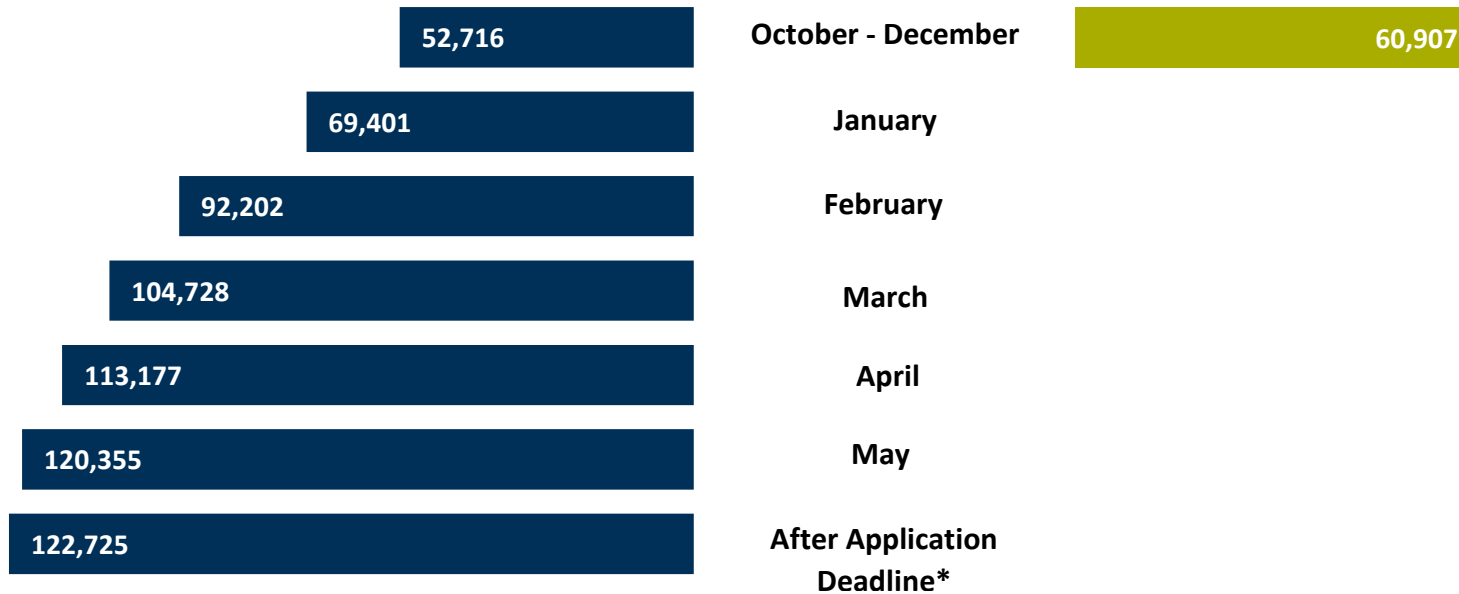 52,716
October - December
60,907
69,401
January
92,202
February
104,728
March
113,177
April
120,355
May
122,725
After Application
Deadline*